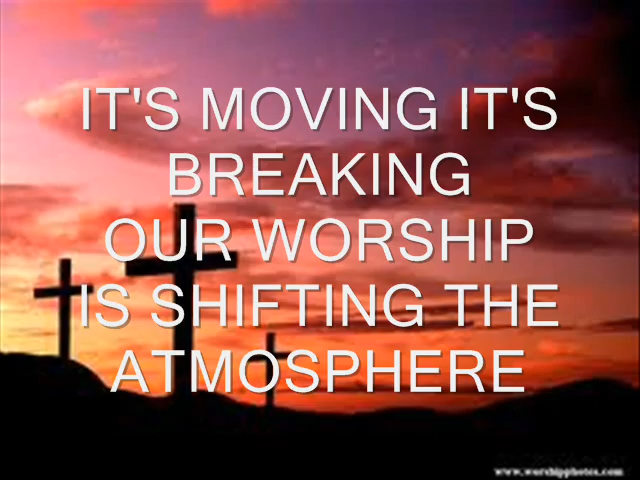 IT'S MOVING IT'S
BREAKING
OUR WORSHIP
IS SHIFTING THE
ATMOSPHERE
www.worshipphotos.com